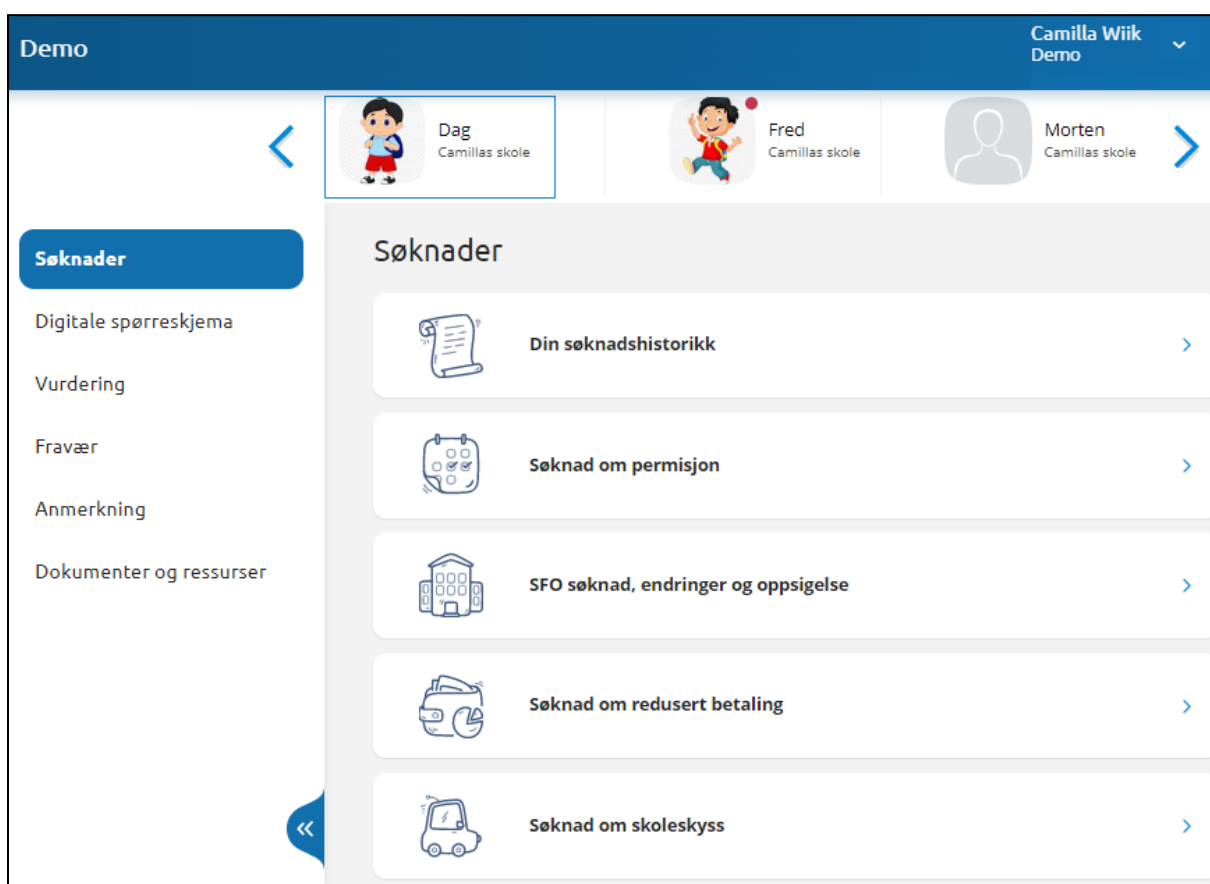 Demo
Camilla Wiik
Demo
Dag
Camillas skole
Fred
Camillas skole
Morten
Camillas skole
Søknader
Digitale spørreskjema
Vurdering
Fravær
Anmerkning
Dokumenter og ressurser
Søknader
Din søknadshistorikk
Søknad om permisjon
SFO søknad, endringer og oppsigelse
Søknad om redusert betaling
Søknad om skoleskyss